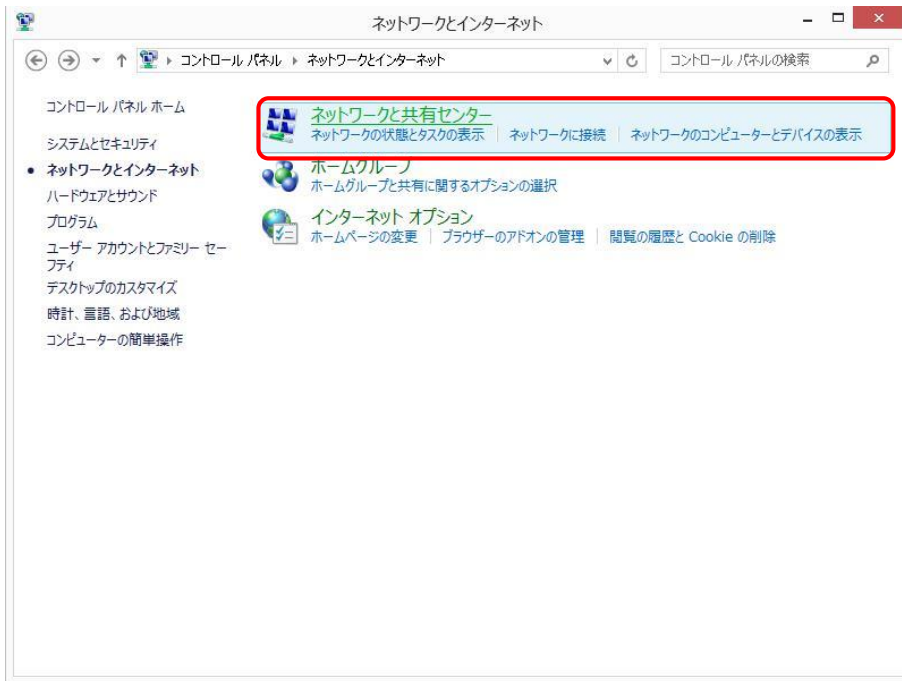 ネットワークとインターネット
コントロール パネル ネットワークとインターネット
コントロール パネルの検索
コントロール パネル ホーム
システムとセキュリティ
ネットワークとインターネット
ハードウェアとサウンド
プログラム
ユーザー アカウントとファミリー セー
フティ
デスクトップのカスタマイズ
時計、言語、および地域
コンピューターの簡単操作
ネットワークと共有センター
ネットワークの状態とタスクの表示 ネットワークに接続 ネットワークのコンピューターとデバイスの表示
ホームグループ
ホームグループと共有に関するオプションの選択
インターネット オプション
ホームページの変更 ブラウザーのアドオンの管理 閲覧の履歴と Cookie の削除